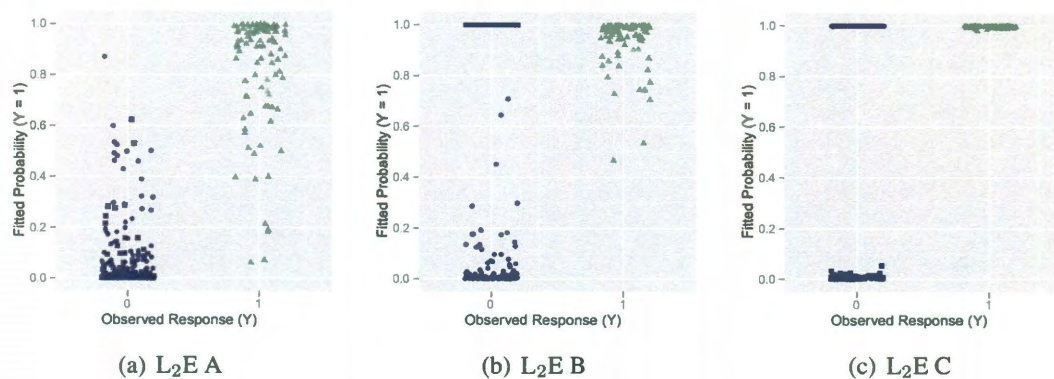 Fitted Probability (Y = 1)
1.0
0.8
0.6
0.4
0.2
0.0
0
1
Observed Response (Y)
(a) L₂E A
Fitted Probability (Y = 1)
1.0
0.8
0.6
0.4
0.2
0.0
0
1
Observed Response (Y)
(b) L₂E B
Fitted Probability (Y = 1)
1.0
0.8
0.6
0.4
0.2
0.0
0
1
Observed Response (Y)
(c) L₂E C